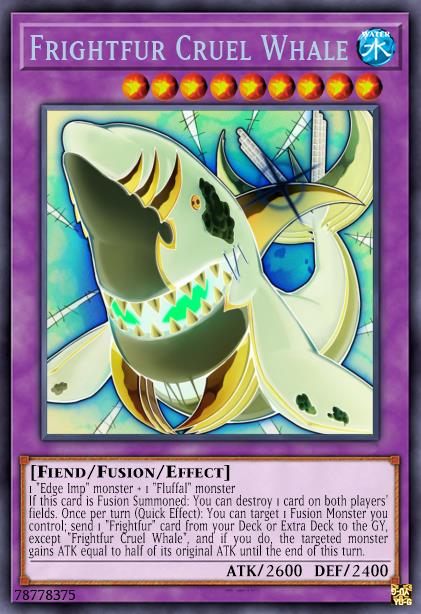 FRIGHTFUR CRUEL WHALE
WATER
水
[FIEND/FUSION/EFFECT]
1 "Edge Imp" monster + 1 "Fluffal" monster
If this card is Fusion Summoned: You can destroy 1 card on both players'
fields. Once per turn (Quick Effect): You can target 1 Fusion Monster you
control; send 1 "Frightfur" card from your Deck or Extra Deck to the GY,
except "Frightfur Cruel Whale", and if you do, the targeted monster
gains ATK equal to half of its original ATK until the end of this turn.
ATK/2600 DEF/2400
78778375